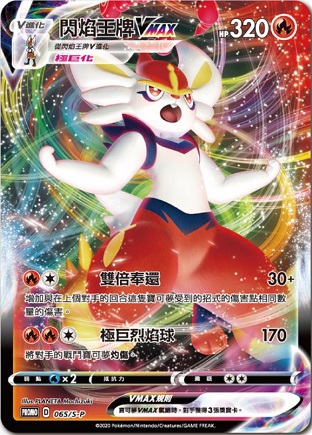 V進化
閃焰王牌VMAX HP320
從閃焰王牌V進化
極巨化
雙倍奉還 30+
增加與在上個對手的回合這隻寶可夢受到的招式的傷害點相同數量的傷害。
極巨烈焰球 170
將對手的戰鬥寶可夢灼傷。
弱點 ×2 抵抗力 撤退
Illus. PLANETA Mochizuki
VMAX規則
PROMO D 065/S-P
寶可夢VMAX氣絕時,對手獲得3張獎賞卡。
©2020 Pokémon/Nintendo/Creatures/GAME FREAK.